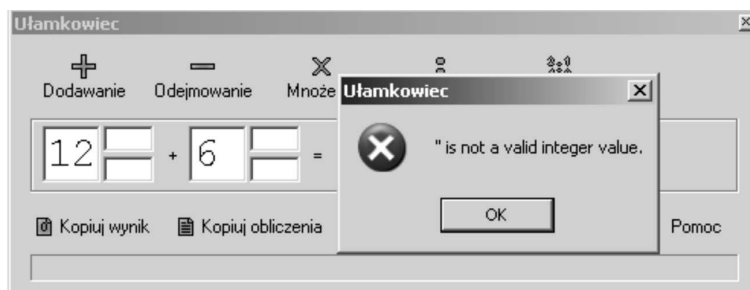 Ułamkowiec
Dodawanie Odejmowanie Mnoże
12 + 6 =
Kopiuj wynik Kopiuj obliczenia Pomoc
Ułamkowiec
'' is not a valid integer value.
OK